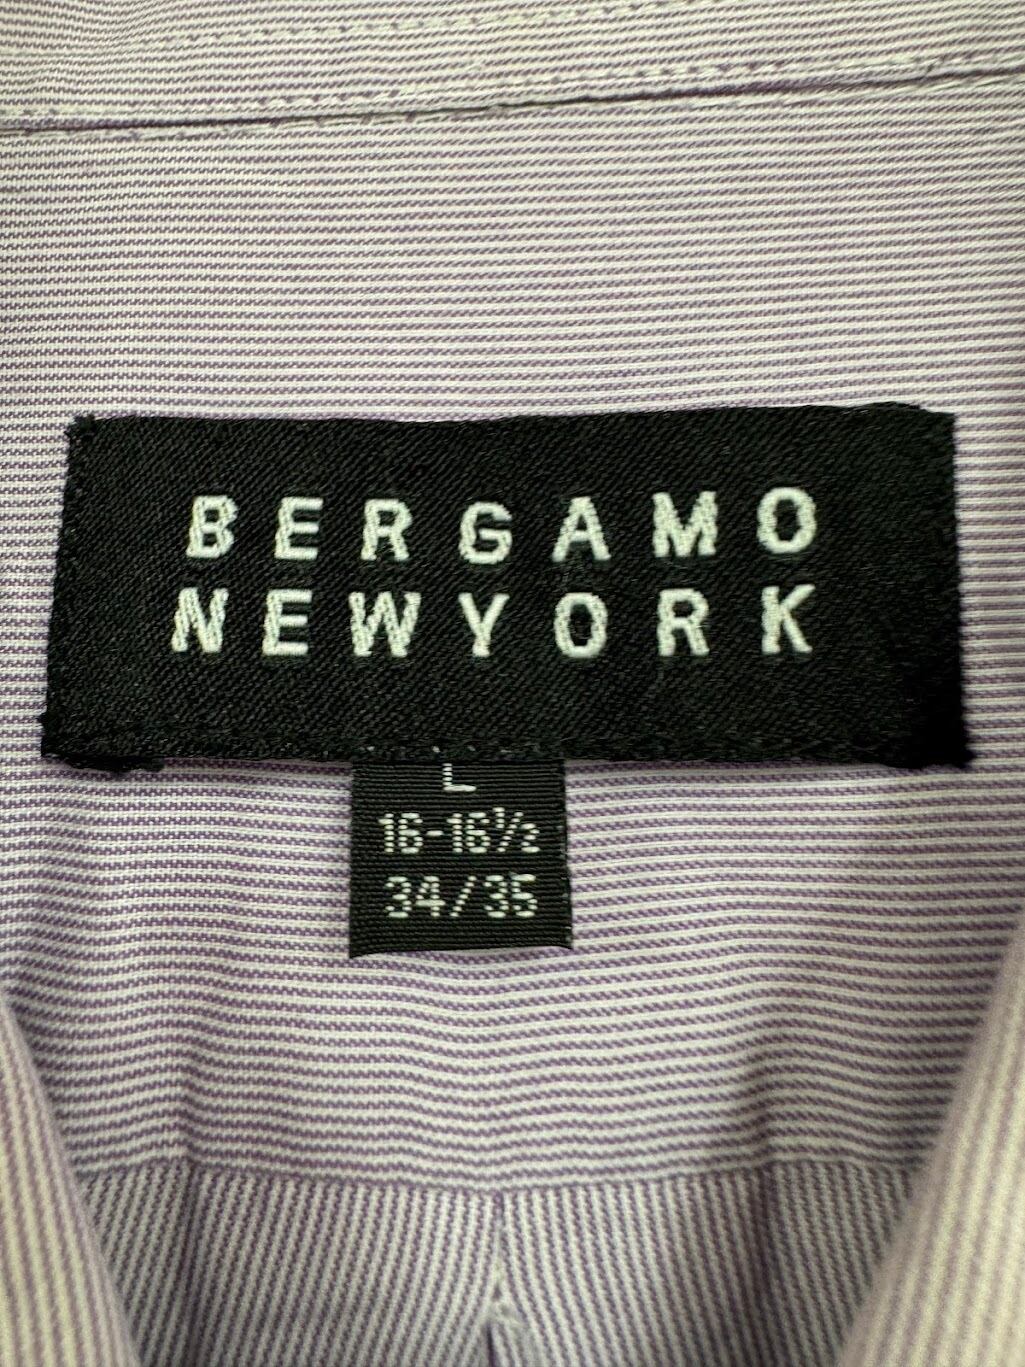 BERGAMO
NEWYORK
L
16-16½
34/35